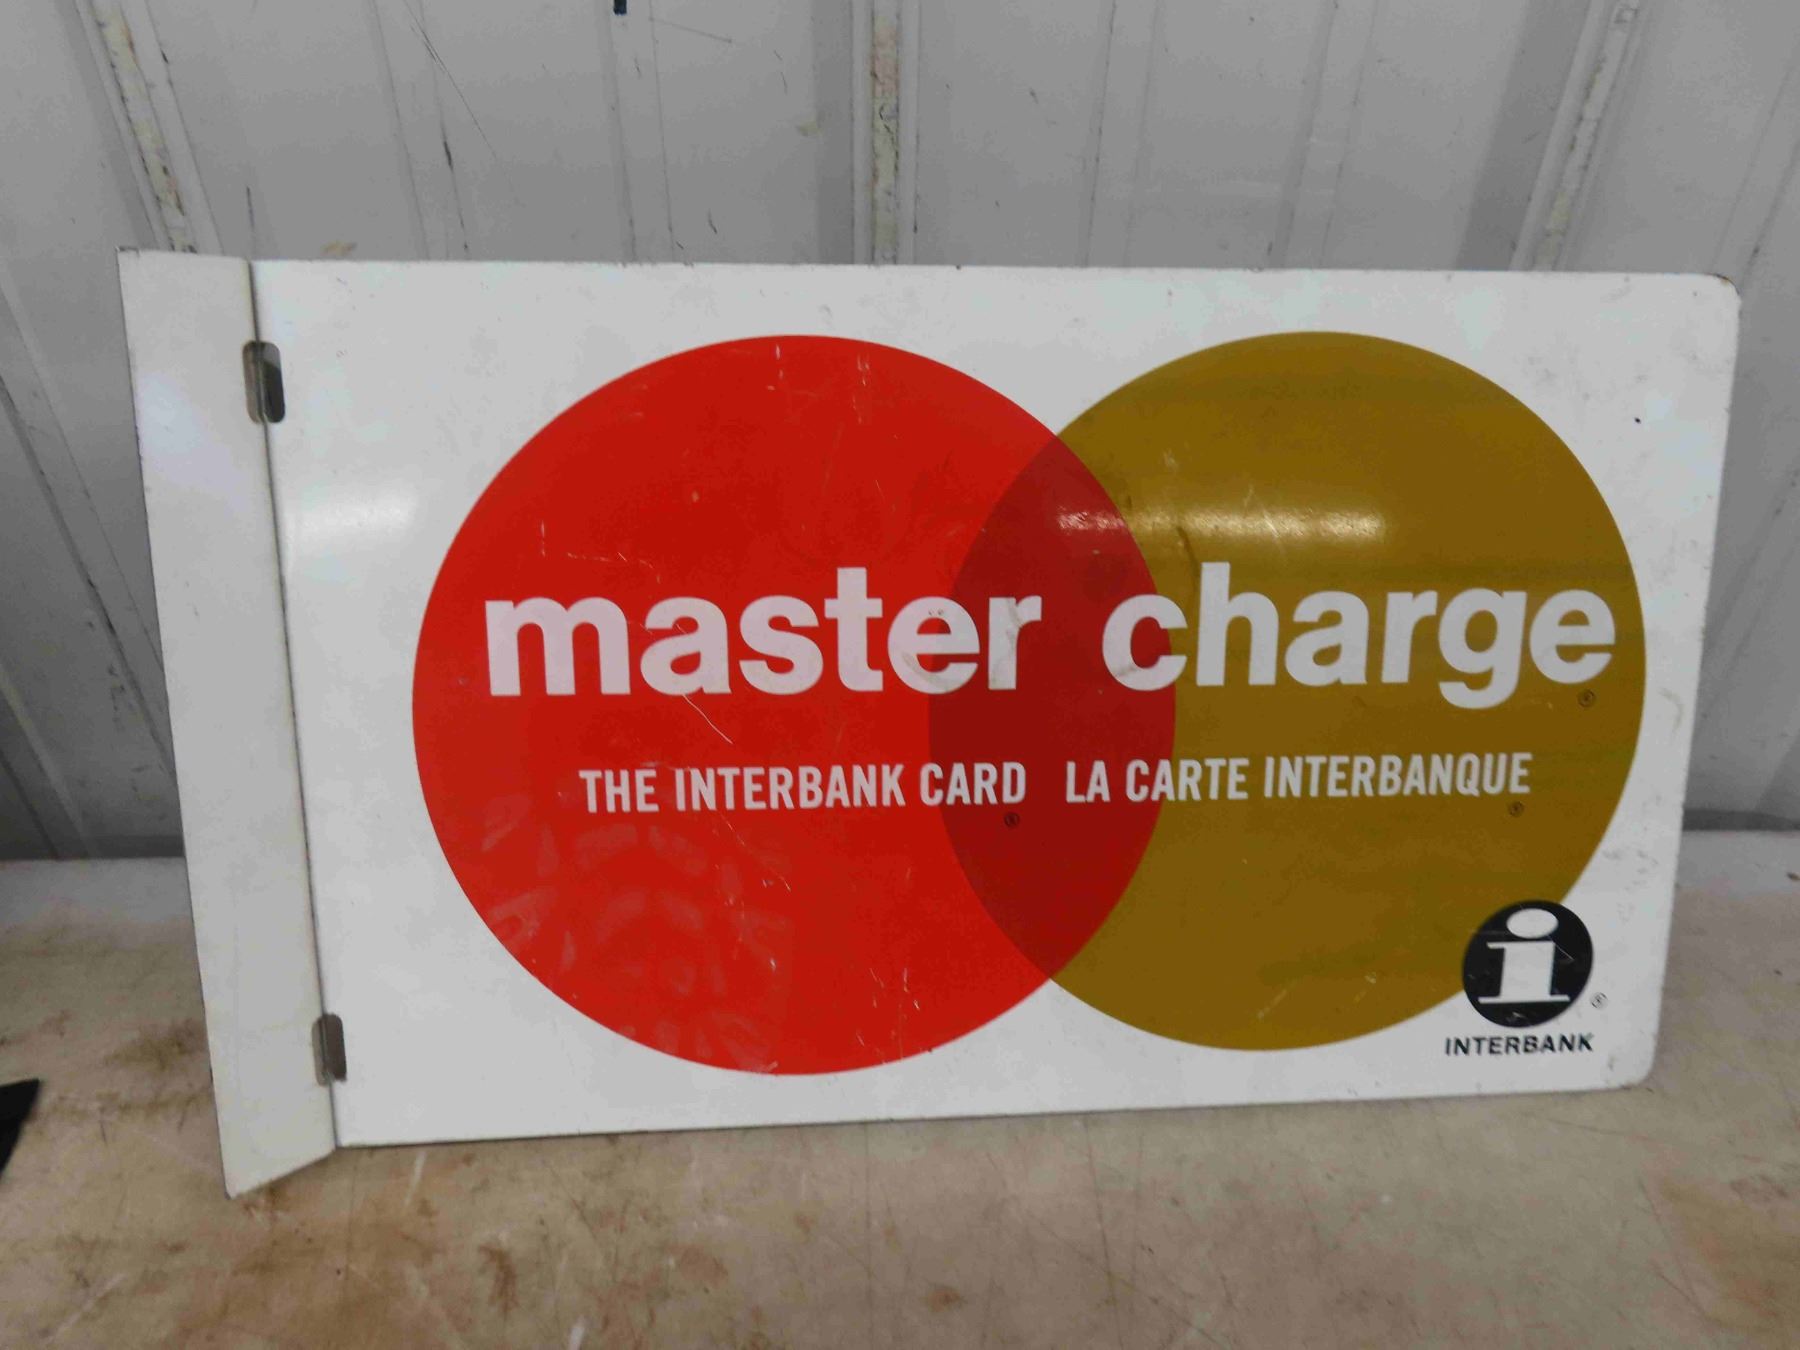 master charge ®
THE INTERBANK CARD ® LA CARTE INTERBANQUE ®
i ®
INTERBANK